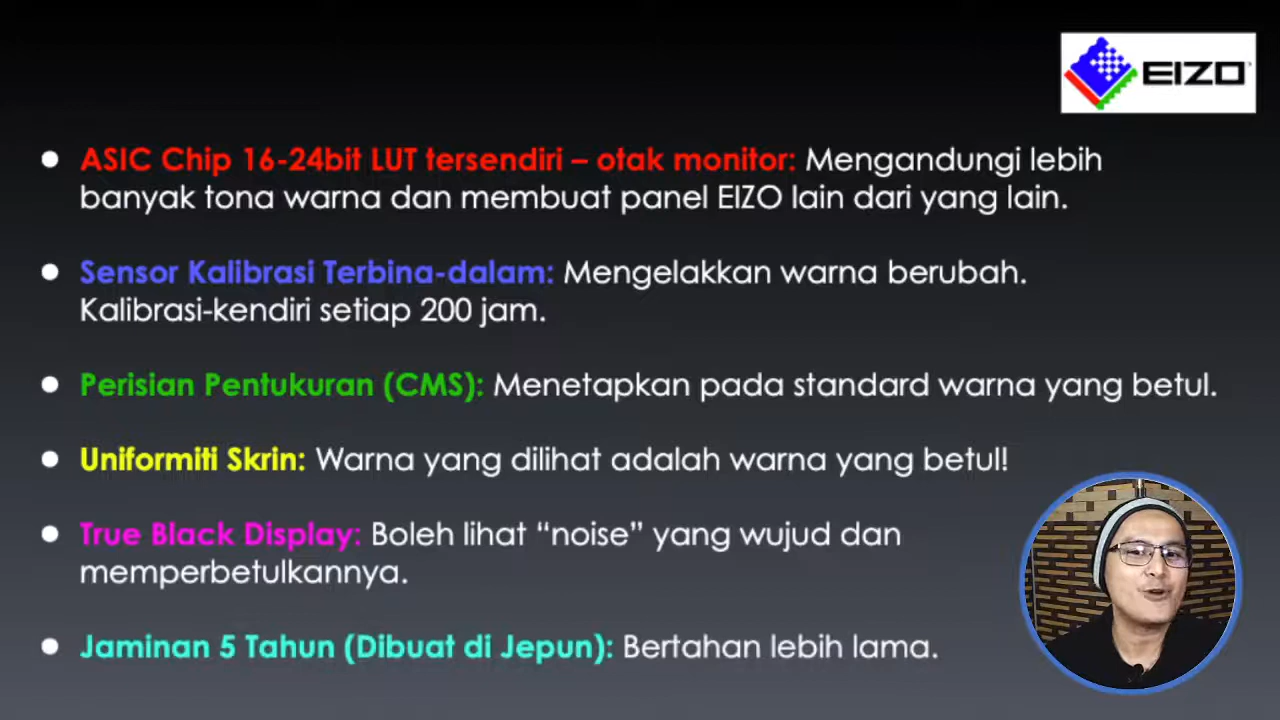 EIZO
● ASIC Chip 16-24bit LUT tersendiri – otak monitor: Mengandungi lebih
banyak tona warna dan membuat panel EIZO lain dari yang lain.
● Sensor Kalibrasi Terbina-dalam: Mengelakkan warna berubah.
Kalibrasi-kendiri setiap 200 jam.
● Perisian Pentukuran (CMS): Menetapkan pada standard warna yang betul.
● Uniformiti Skrin: Warna yang dilihat adalah warna yang betul!
● True Black Display: Boleh lihat “noise” yang wujud dan
memperbetulkannya.
● Jaminan 5 Tahun (Dibuat di Jepun): Bertahan lebih lama.